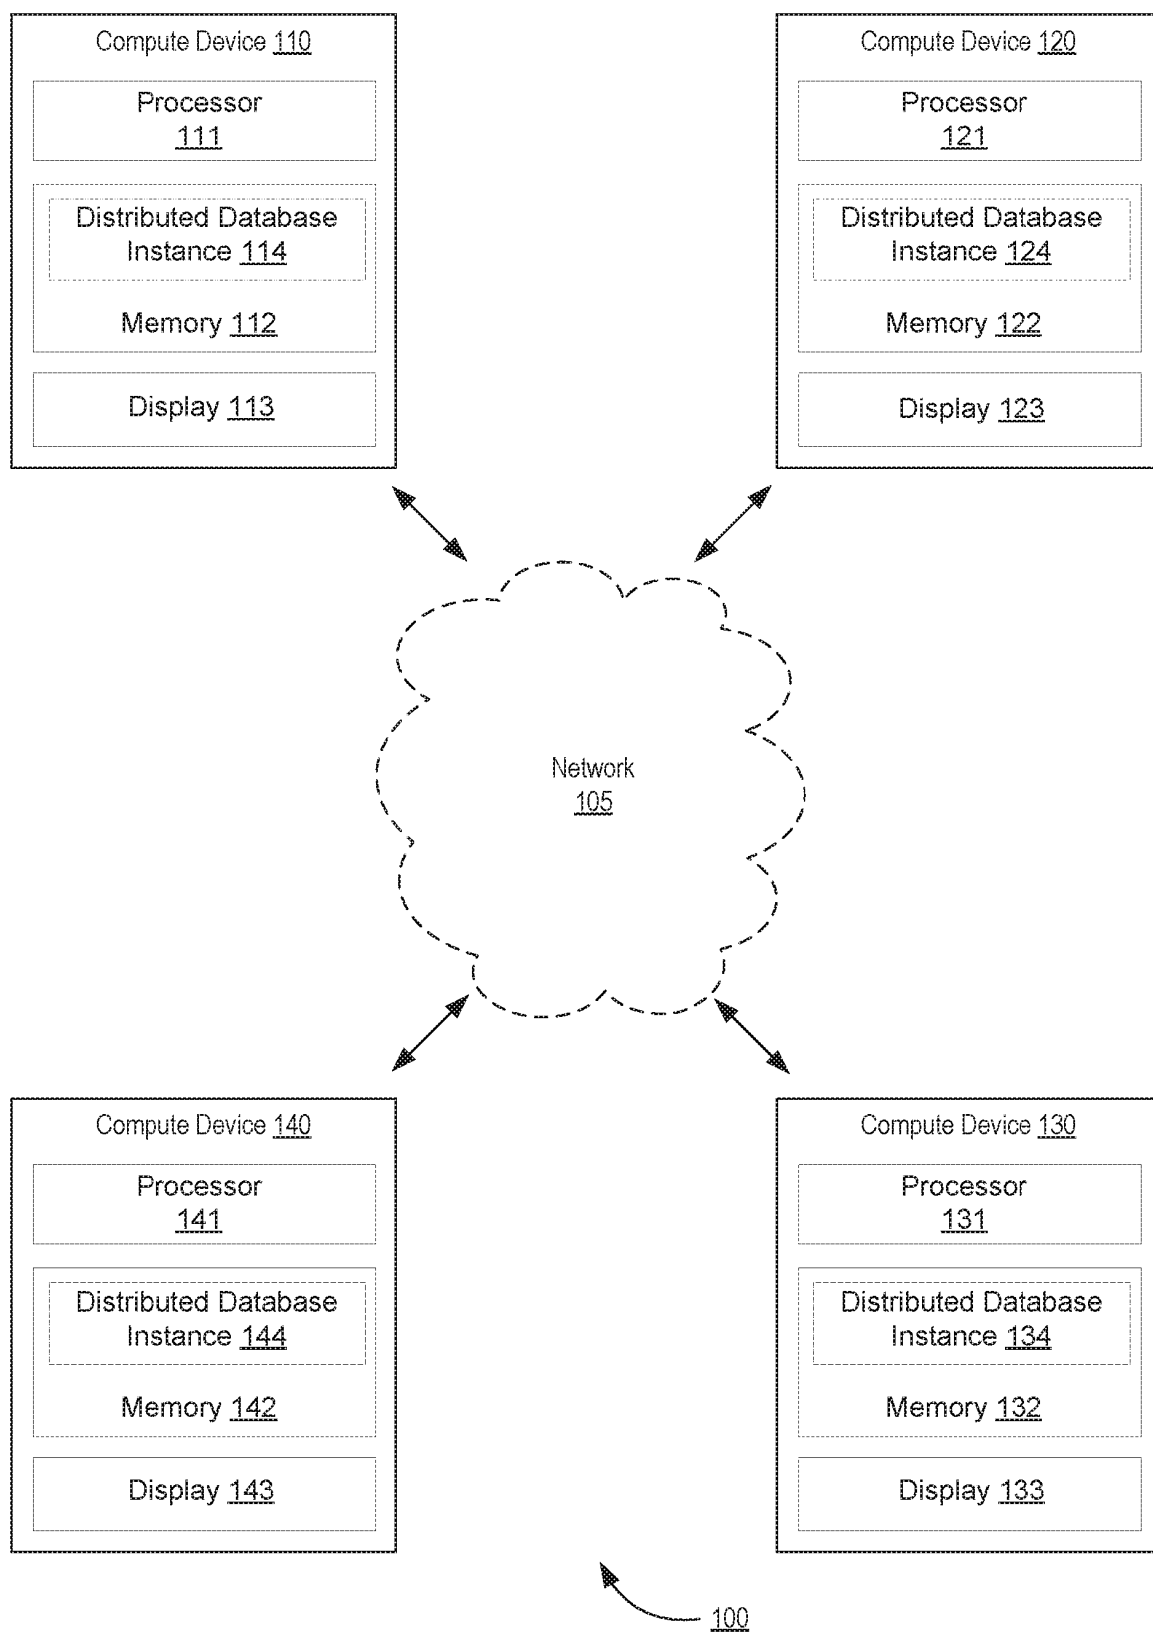 Compute Device 110
Processor
111
Distributed Database
Instance 114
Memory 112
Display 113
Compute Device 120
Processor
121
Distributed Database
Instance 124
Memory 122
Display 123
Network
105
Compute Device 140
Processor
141
Distributed Database
Instance 144
Memory 142
Display 143
Compute Device 130
Processor
131
Distributed Database
Instance 134
Memory 132
Display 133
100